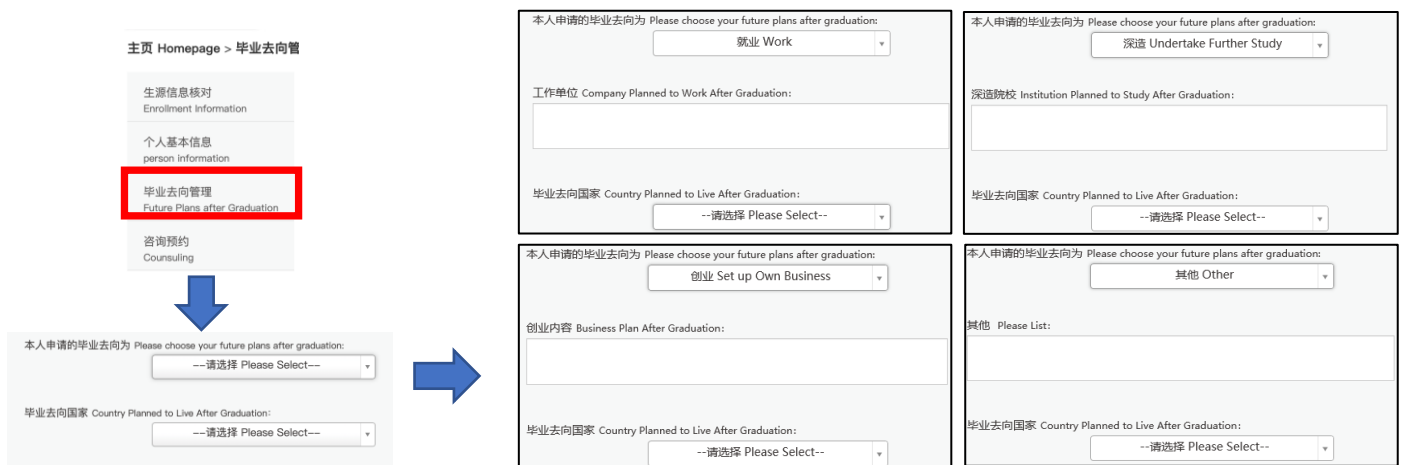 主页 Homepage > 毕业去向管
生源信息核对
Enrollment Information
个人基本信息
person information
毕业去向管理
Future Plans after Graduation
咨询预约
Counsuling
本人申请的毕业去向为 Please choose your future plans after graduation:
--请选择 Please Select--
毕业去向国家 Country Planned to Live After Graduation:
--请选择 Please Select--
本人申请的毕业去向为 Please choose your future plans after graduation:
就业 Work
工作单位 Company Planned to Work After Graduation:
毕业去向国家 Country Planned to Live After Graduation:
--请选择 Please Select--
本人申请的毕业去向为 Please choose your future plans after graduation:
深造 Undertake Further Study
深造院校 Institution Planned to Study After Graduation:
毕业去向国家 Country Planned to Live After Graduation:
--请选择 Please Select--
本人申请的毕业去向为 Please choose your future plans after graduation:
创业 Set up Own Business
创业内容 Business Plan After Graduation:
毕业去向国家 Country Planned to Live After Graduation:
--请选择 Please Select--
本人申请的毕业去向为 Please choose your future plans after graduation:
其他 Other
其他 Please List:
毕业去向国家 Country Planned to Live After Graduation:
--请选择 Please Select--